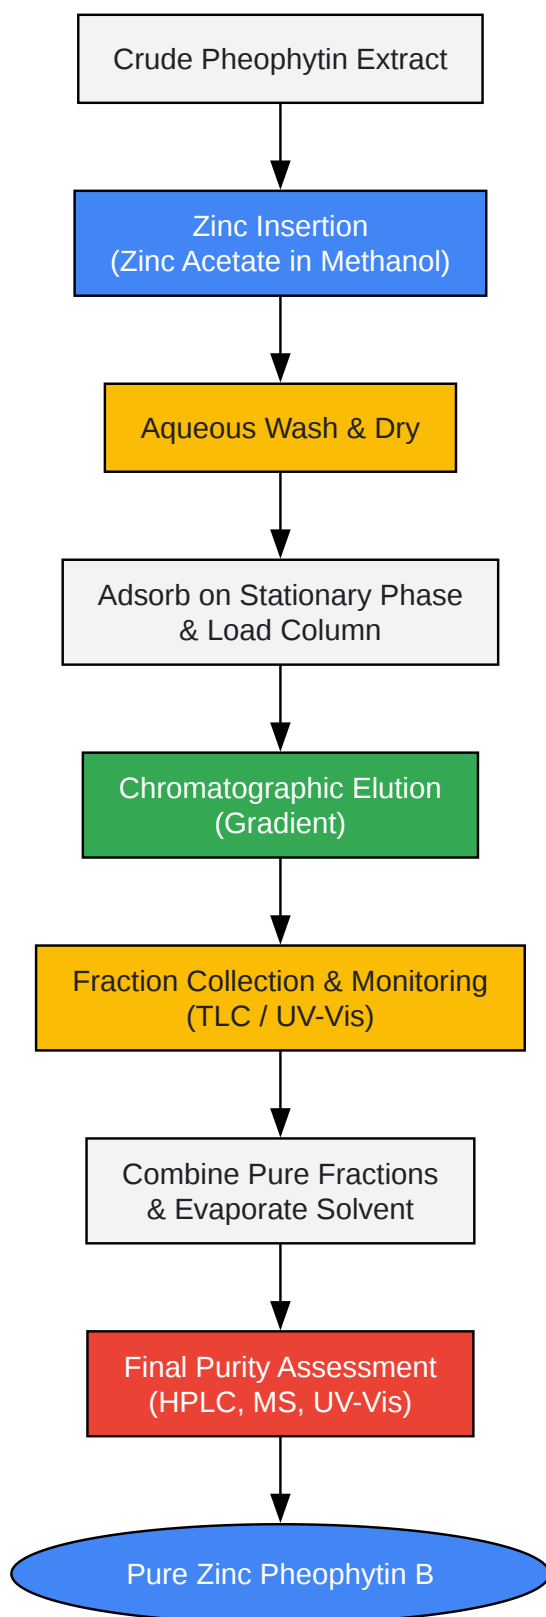 Crude Pheophytin Extract
Zinc Insertion
(Zinc Acetate in Methanol)
Aqueous Wash & Dry
Adsorb on Stationary Phase
& Load Column
Chromatographic Elution
(Gradient)
Fraction Collection & Monitoring
(TLC / UV-Vis)
Combine Pure Fractions
& Evaporate Solvent
Final Purity Assessment
(HPLC, MS, UV-Vis)
Pure Zinc Pheophytin B